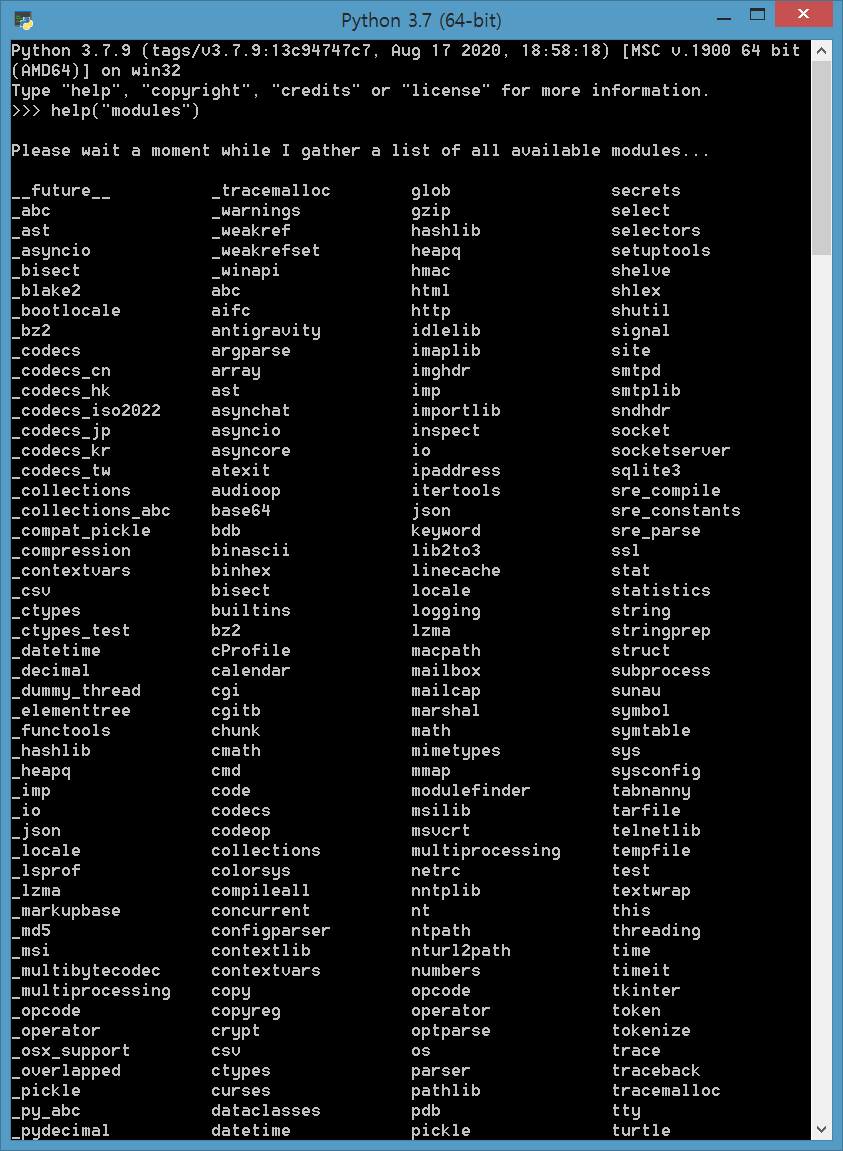 Python 3.7 (64-bit)
Python 3.7.9 (tags/v3.7.9:13c94747c7, Aug 17 2020, 18:58:18) [MSC v.1900 64 bit
(AMD64)] on win32
Type "help", "copyright", "credits" or "license" for more information.
>>> help("modules")
Please wait a moment while I gather a list of all available modules...
__future__ _tracemalloc glob secrets
_abc _warnings gzip select
_ast _weakref hashlib selectors
_asyncio _weakrefset heapq setuptools
_bisect _winapi hmac shelve
_blake2 abc html shlex
_bootlocale aifc http shutil
_bz2 antigravity idlelib signal
_codecs argparse imaplib site
_codecs_cn array imghdr smtpd
_codecs_hk ast imp smtplib
_codecs_iso2022 asynchat importlib sndhdr
_codecs_jp asyncio inspect socket
_codecs_kr asyncore io socketserver
_codecs_tw atexit ipaddress sqlite3
_collections audioop itertools sre_compile
_collections_abc base64 json sre_constants
_compat_pickle bdb keyword sre_parse
_compression binascii lib2to3 ssl
_contextvars binhex linecache stat
_csv bisect locale statistics
_ctypes builtins logging string
_ctypes_test bz2 lzma stringprep
_datetime cProfile macpath struct
_decimal calendar mailbox subprocess
_dummy_thread cgi mailcap sunau
_elementtree cgitb marshal symbol
_functools chunk math symtable
_hashlib cmath mimetypes sys
_heapq cmd mmap sysconfig
_imp code modulefinder tabnanny
_io codecs msilib tarfile
_json codeop msvcrt telnetlib
_locale collections multiprocessing tempfile
_lsprof colorsys netrc test
_lzma compileall nntplib textwrap
_markupbase concurrent nt this
_md5 configparser ntpath threading
_msi contextlib nturl2path time
_multibytecodec contextvars numbers timeit
_multiprocessing copy opcode tkinter
_opcode copyreg operator token
_operator crypt optparse tokenize
_osx_support csv os trace
_overlapped ctypes parser traceback
_pickle curses pathlib tracemalloc
_py_abc dataclasses pdb tty
_pydecimal datetime pickle turtle